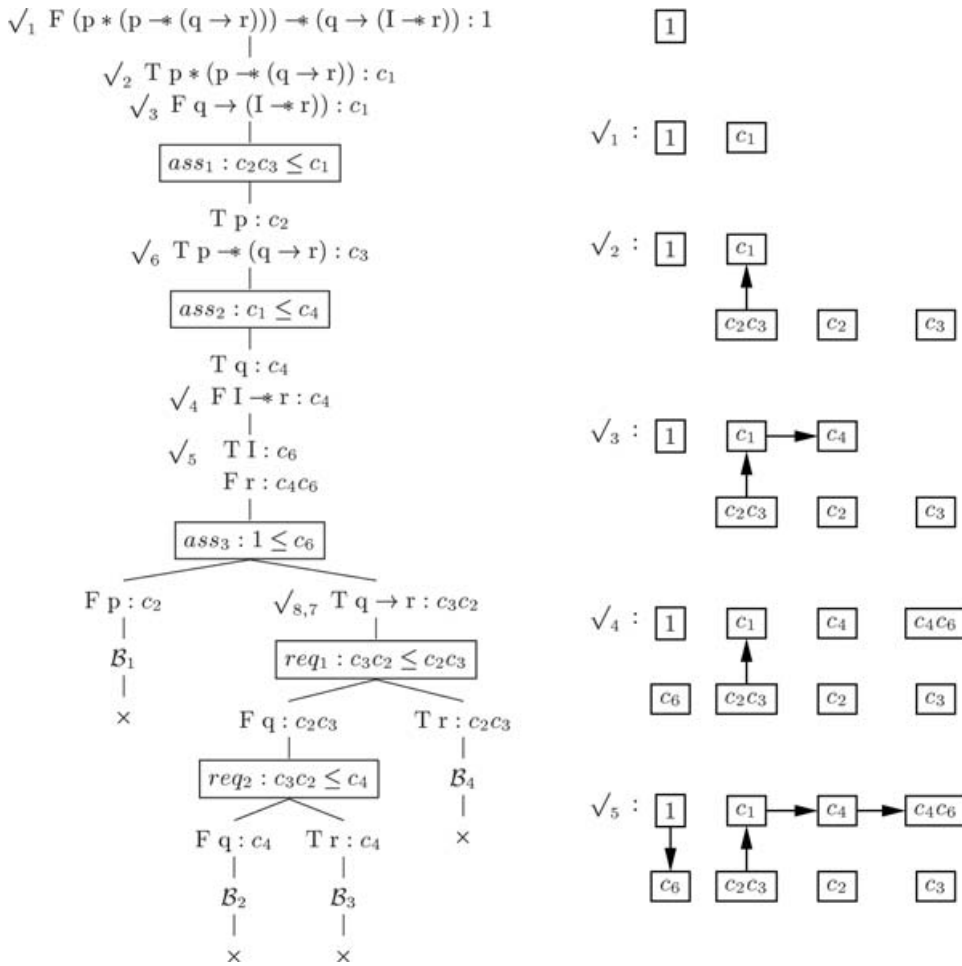 √₁ F (p ∗ (p −∗ (q → r))) −∗ (q → (I −∗ r)) : 1
√₂ T p ∗ (p −∗ (q → r)) : c₁
√₃ F q → (I −∗ r)) : c₁
ass₁ : c₂c₃ ≤ c₁
T p : c₂
√₆ T p −∗ (q → r) : c₃
ass₂ : c₁ ≤ c₄
T q : c₄
√₄ F I −∗ r : c₄
√₅ T I : c₆
F r : c₄c₆
ass₃ : 1 ≤ c₆
F p : c₂ √₈,₇ T q → r : c₃c₂
B₁ req₁ : c₃c₂ ≤ c₂c₃
× F q : c₂c₃ T r : c₂c₃
req₂ : c₃c₂ ≤ c₄ B₄
F q : c₄ T r : c₄ ×
B₂ B₃
× ×
1
√₁ : 1 c₁
√₂ : 1 c₁
c₂c₃ c₂ c₃
√₃ : 1 c₁ c₄
c₂c₃ c₂ c₃
√₄ : 1 c₁ c₄ c₄c₆
c₆ c₂c₃ c₂ c₃
√₅ : 1 c₁ c₄ c₄c₆
c₆ c₂c₃ c₂ c₃